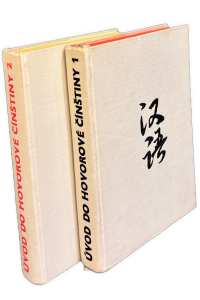 ÚVOD DO HOVOROVÉ ČÍNŠTINY 2
ÚVOD DO HOVOROVÉ ČÍNŠTINY 1
汉语